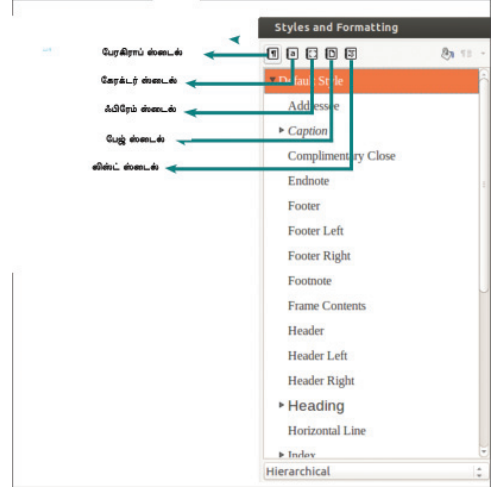 Styles and Formatting
பேரகிராப் ஸ்டைல்
கேரக்டர் ஸ்டைல்
ஃபிரேம் ஸ்டைல்
பேஜ் ஸ்டைல்
லிஸ்ட் ஸ்டைல்
Default Style
Addressee
Caption
Complimentary Close
Endnote
Footer
Footer Left
Footer Right
Footnote
Frame Contents
Header
Header Left
Header Right
Heading
Horizontal Line
Index
Hierarchical